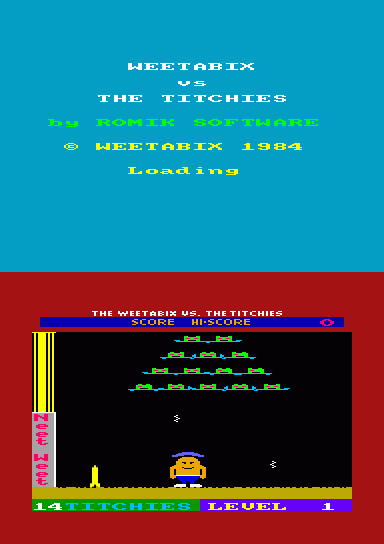 WEETABIX
vs
THE TITCHIES
by ROMIK SOFTWARE
© WEETABIX 1984
Loading
THE WEETABIX VS. THE TITCHIES
SCORE HI-SCORE 0
Neet
Weet
14 TITCHIES LEVEL 1